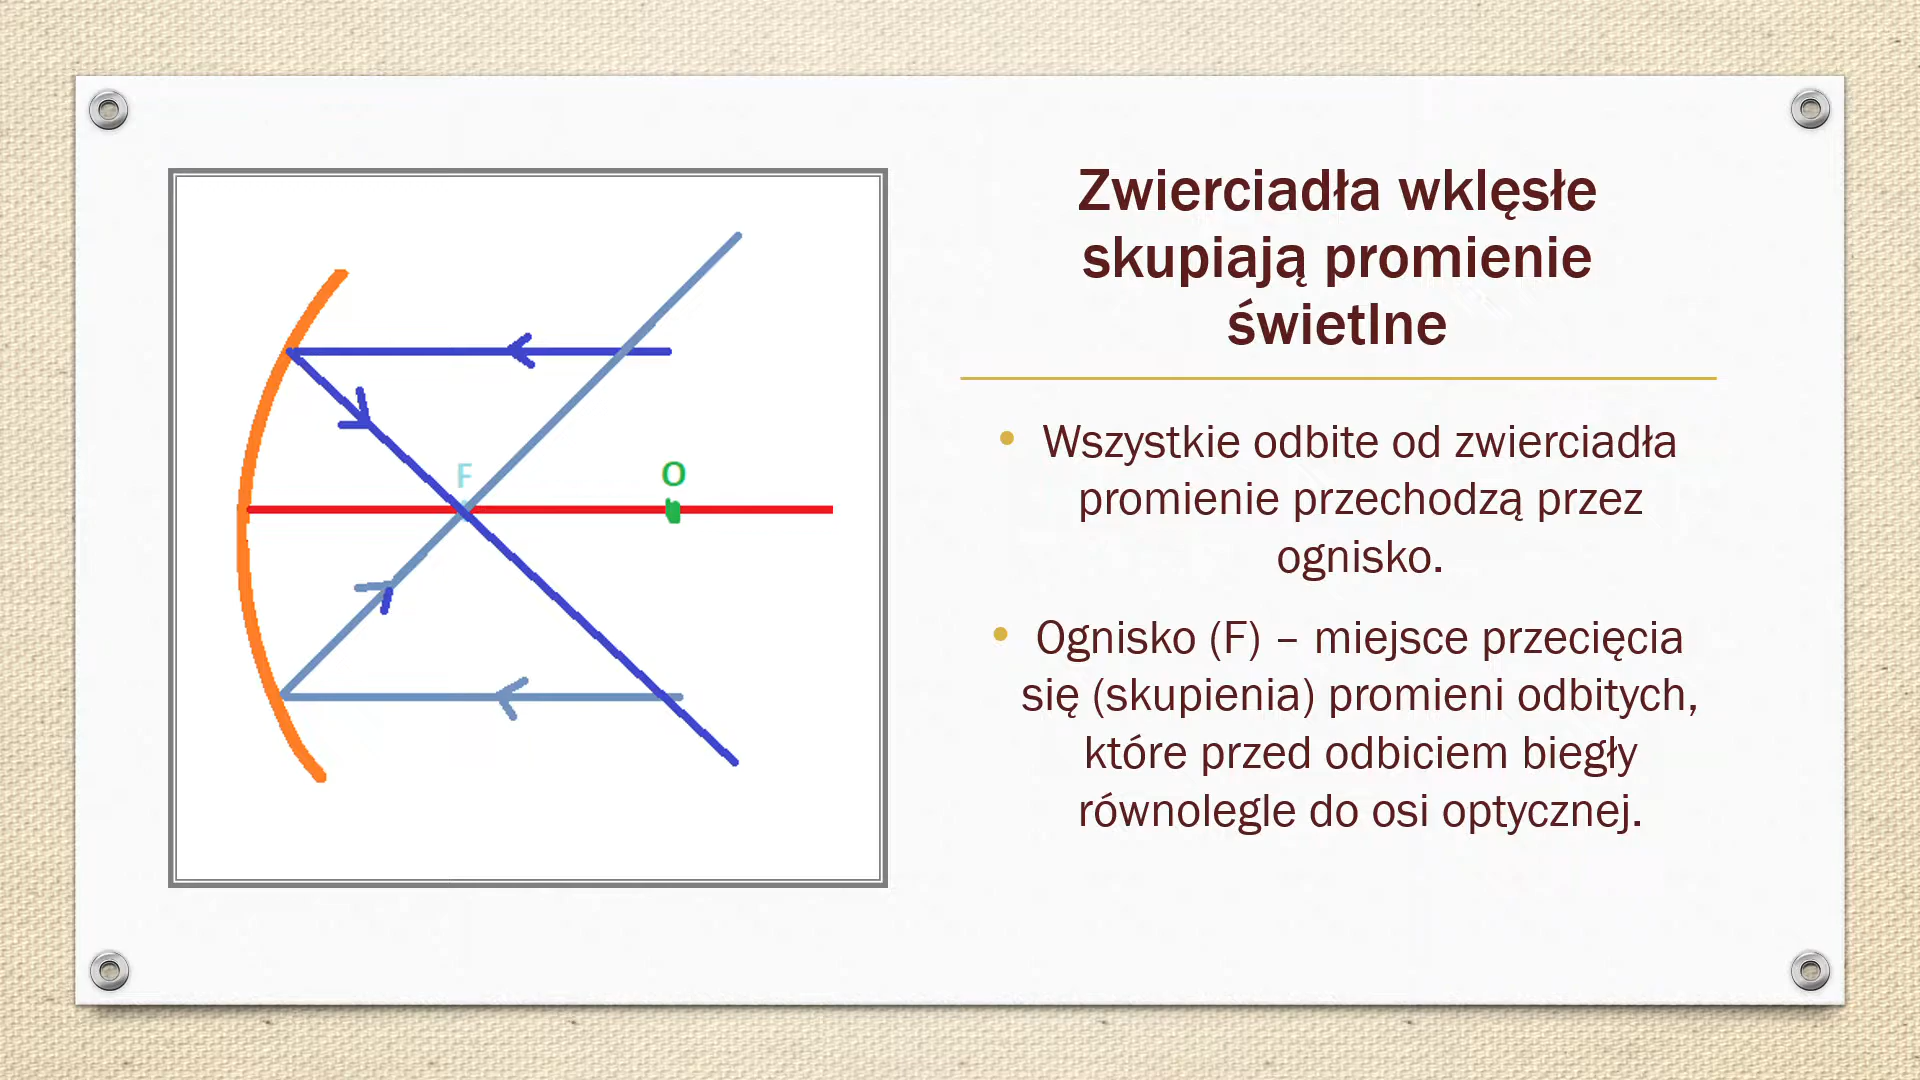 Zwierciadła wklęsłe
skupiają promienie
świetlne
F
O
• Wszystkie odbite od zwierciadła
promienie przechodzą przez
ognisko.
• Ognisko (F) – miejsce przecięcia
się (skupienia) promieni odbitych,
które przed odbiciem biegły
równolegle do osi optycznej.